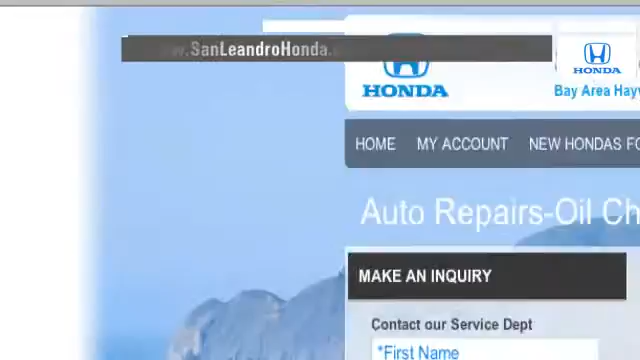 .SanLeandroHonda.
HONDA
HONDA
Bay Area Hayw
HOME MY ACCOUNT NEW HONDAS FO
Auto Repairs-Oil Ch
MAKE AN INQUIRY
Contact our Service Dept
*First Name